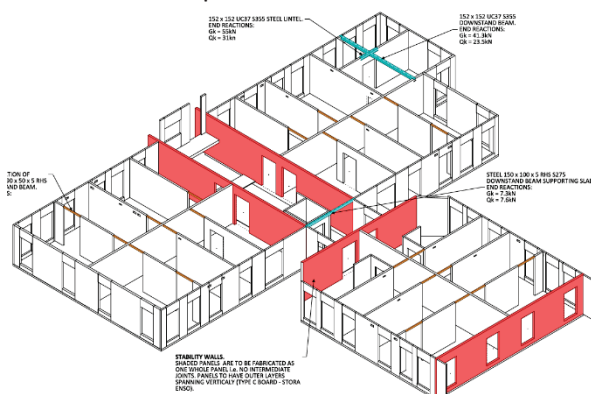 152 x 152 UC37 S355 STEEL LINTEL.
END REACTIONS:
Gk = 55kN
Qk = 31kN
152 x 152 UC37 S355
DOWNSTAND BEAM.
END REACTIONS:
Gk = 41.3kN
Qk = 23.5kN
TION OF
00 x 50 x 5 RHS
AND BEAM.
S:
STEEL 150 x 100 x 5 RHS S275
DOWNSTAND BEAM SUPPORTING SLAB
END REACTIONS:
Gk = 7.3kN
Qk = 7.6kN
STABILITY WALLS.
SHADED PANELS ARE TO BE FABRICATED AS
ONE WHOLE PANEL i.e. NO INTERMEDIATE
JOINTS. PANELS TO HAVE OUTER LAYERS
SPANNING VERTICALY (TYPE C BOARD - STORA
ENSO).